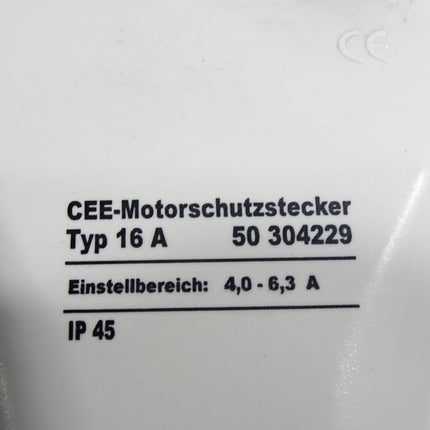 CE
CEE-Motorschutzstecker
Typ 16 A 50 304229
Einstellbereich: 4,0 - 6,3 A
IP 45